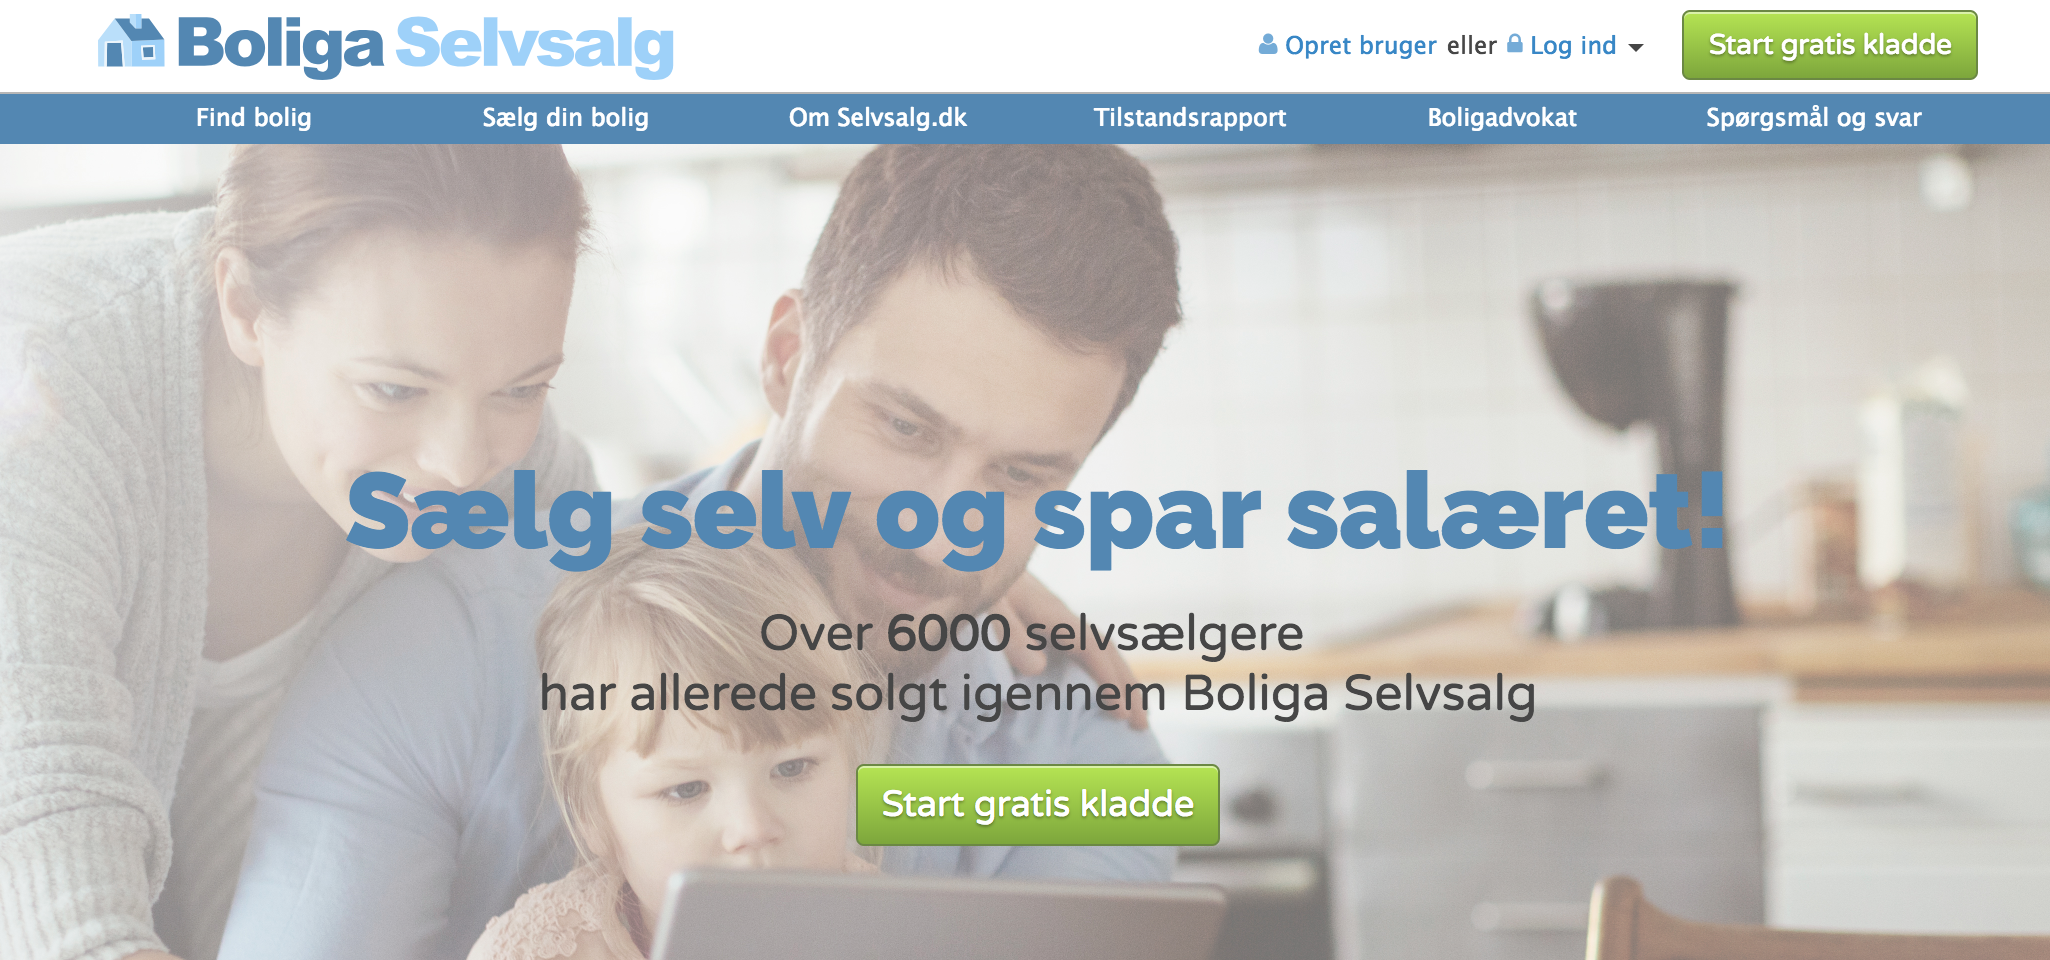 Boliga Selvsalg
Opret bruger eller Log ind
Start gratis kladde
Find bolig
Sælg din bolig
Om Selvsalg.dk
Tilstandsrapport
Boligadvokat
Spørgsmål og svar
Sælg selv og spar salæret!
Over 6000 selvsælgere
har allerede solgt igennem Boliga Selvsalg
Start gratis kladde